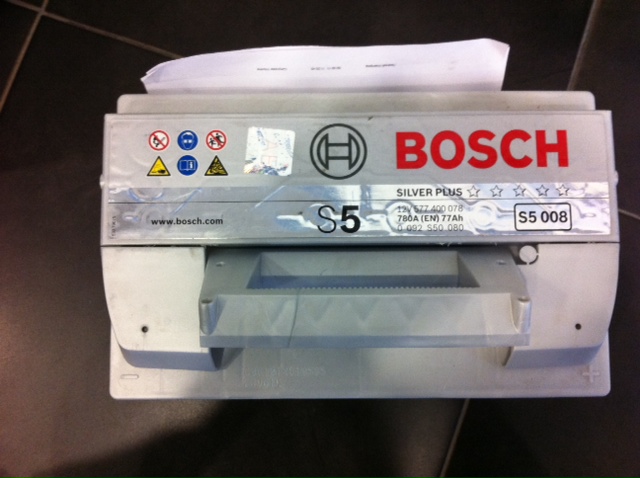 BOSCH
SILVER PLUS
www.bosch.com
S5
12V 577 400 078
780A (EN) 77Ah
0 092 S50 080
S5 008
- +